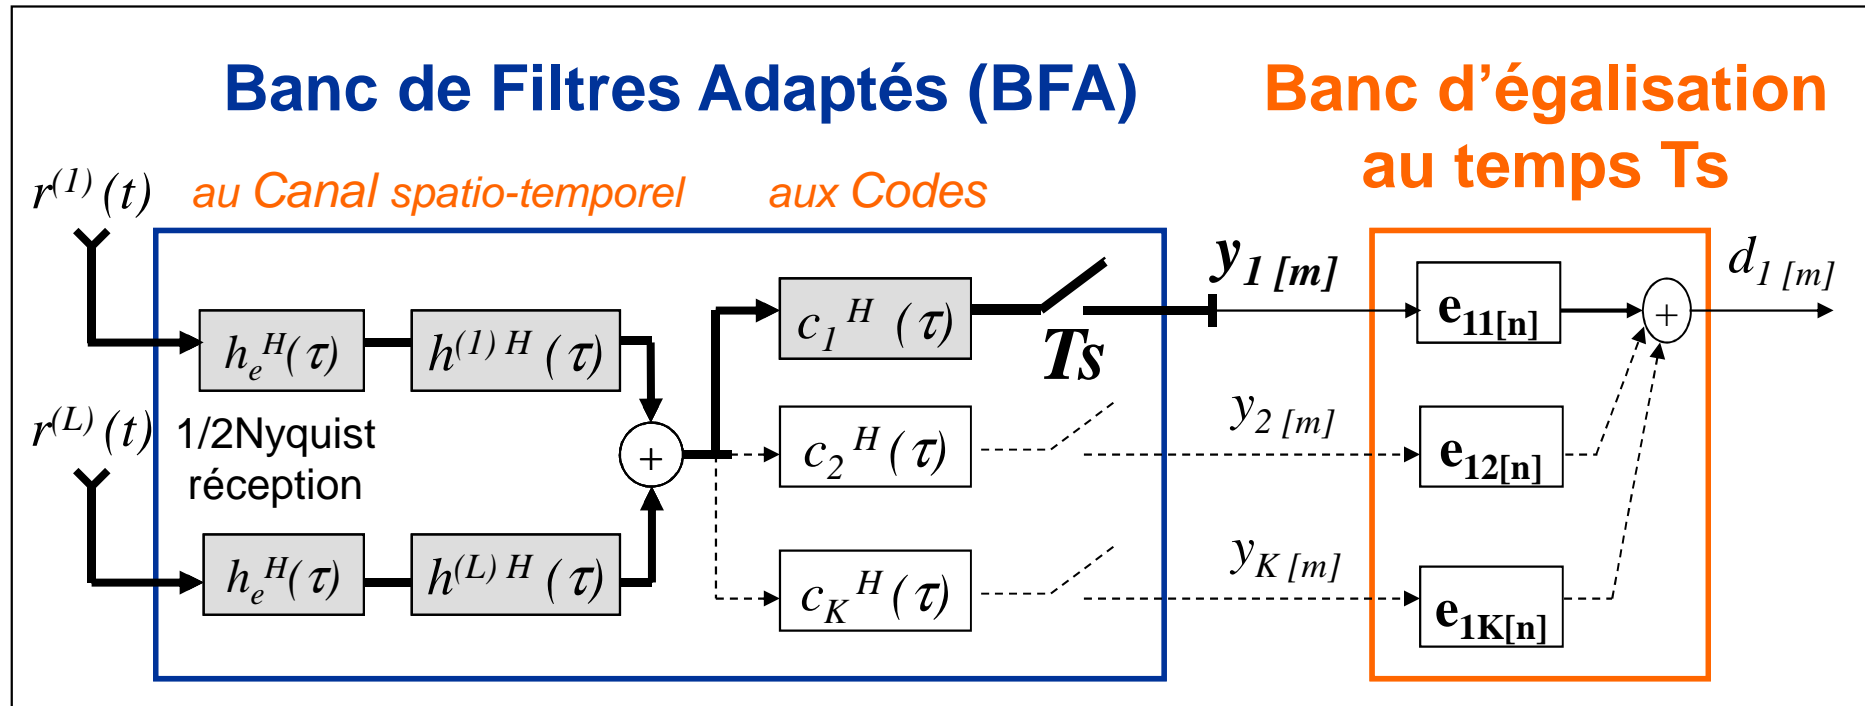 Banc de Filtres Adaptés (BFA)
Banc d'égalisation
au temps Ts
r(1)(t)
au Canal spatio-temporel
aux Codes
he^H(τ)
h(1) H(τ)
c1^H(τ)
Ts
y1 [m]
e11[n]
+
d1 [m]
r(L)(t)
1/2Nyquist
réception
+
c2^H(τ)
y2 [m]
e12[n]
he^H(τ)
h(L) H(τ)
cK^H(τ)
yK [m]
e1K[n]